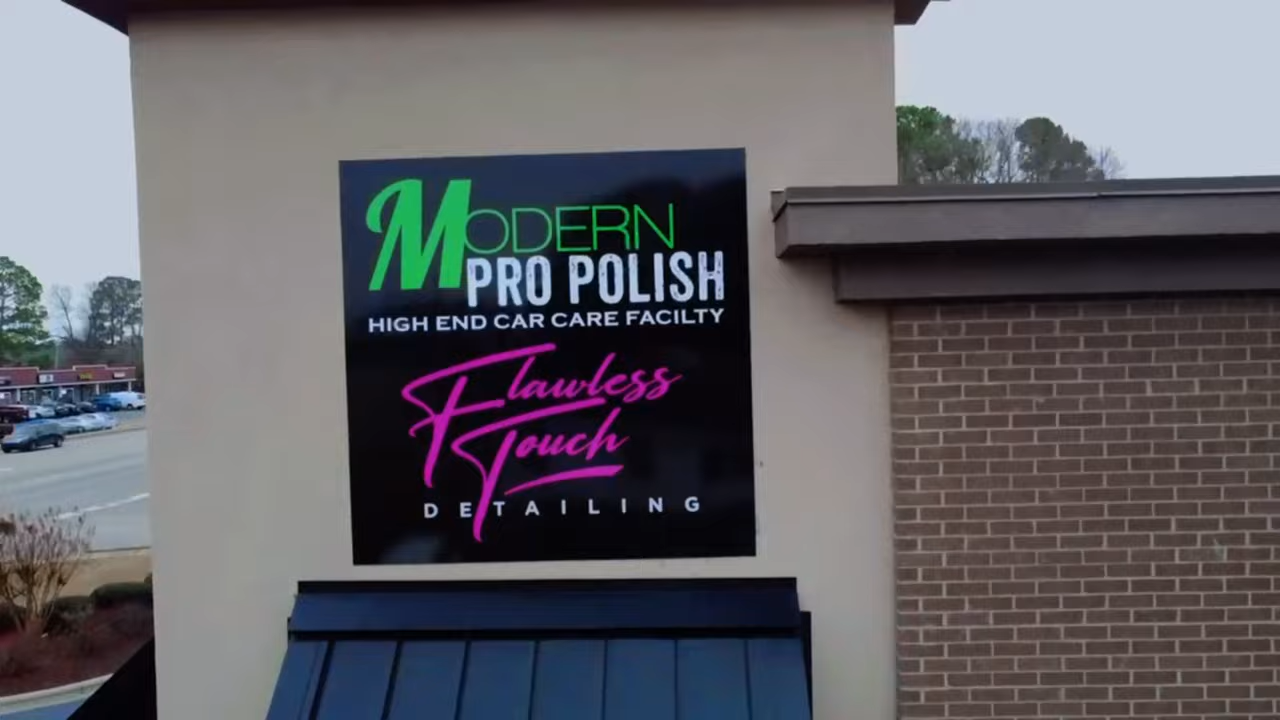 MODERN
PRO POLISH
HIGH END CAR CARE FACILTY
Flawless
Touch
DETAILING